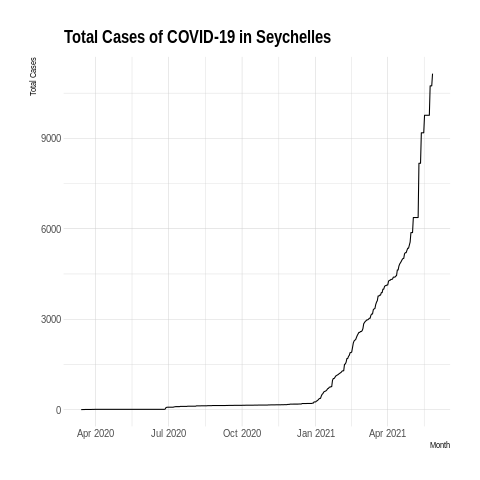 Total Cases of COVID-19 in Seychelles
Total Cases
9000
6000
3000
0
Apr 2020 Jul 2020 Oct 2020 Jan 2021 Apr 2021
Month